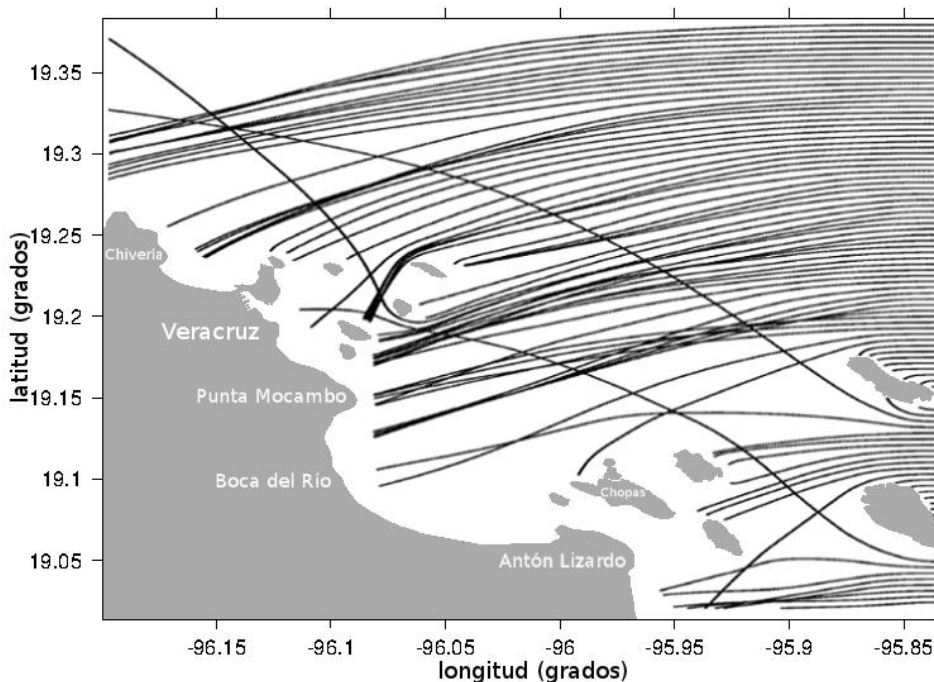 19.35
19.3
19.25
19.2
19.15
19.1
19.05
latitud (grados)
Chivería
Veracruz
Punta Mocambo
Boca del Río
Chopas
Antón Lizardo
-96.15
-96.1
-96.05
-96
-95.95
-95.9
-95.85
longitud (grados)